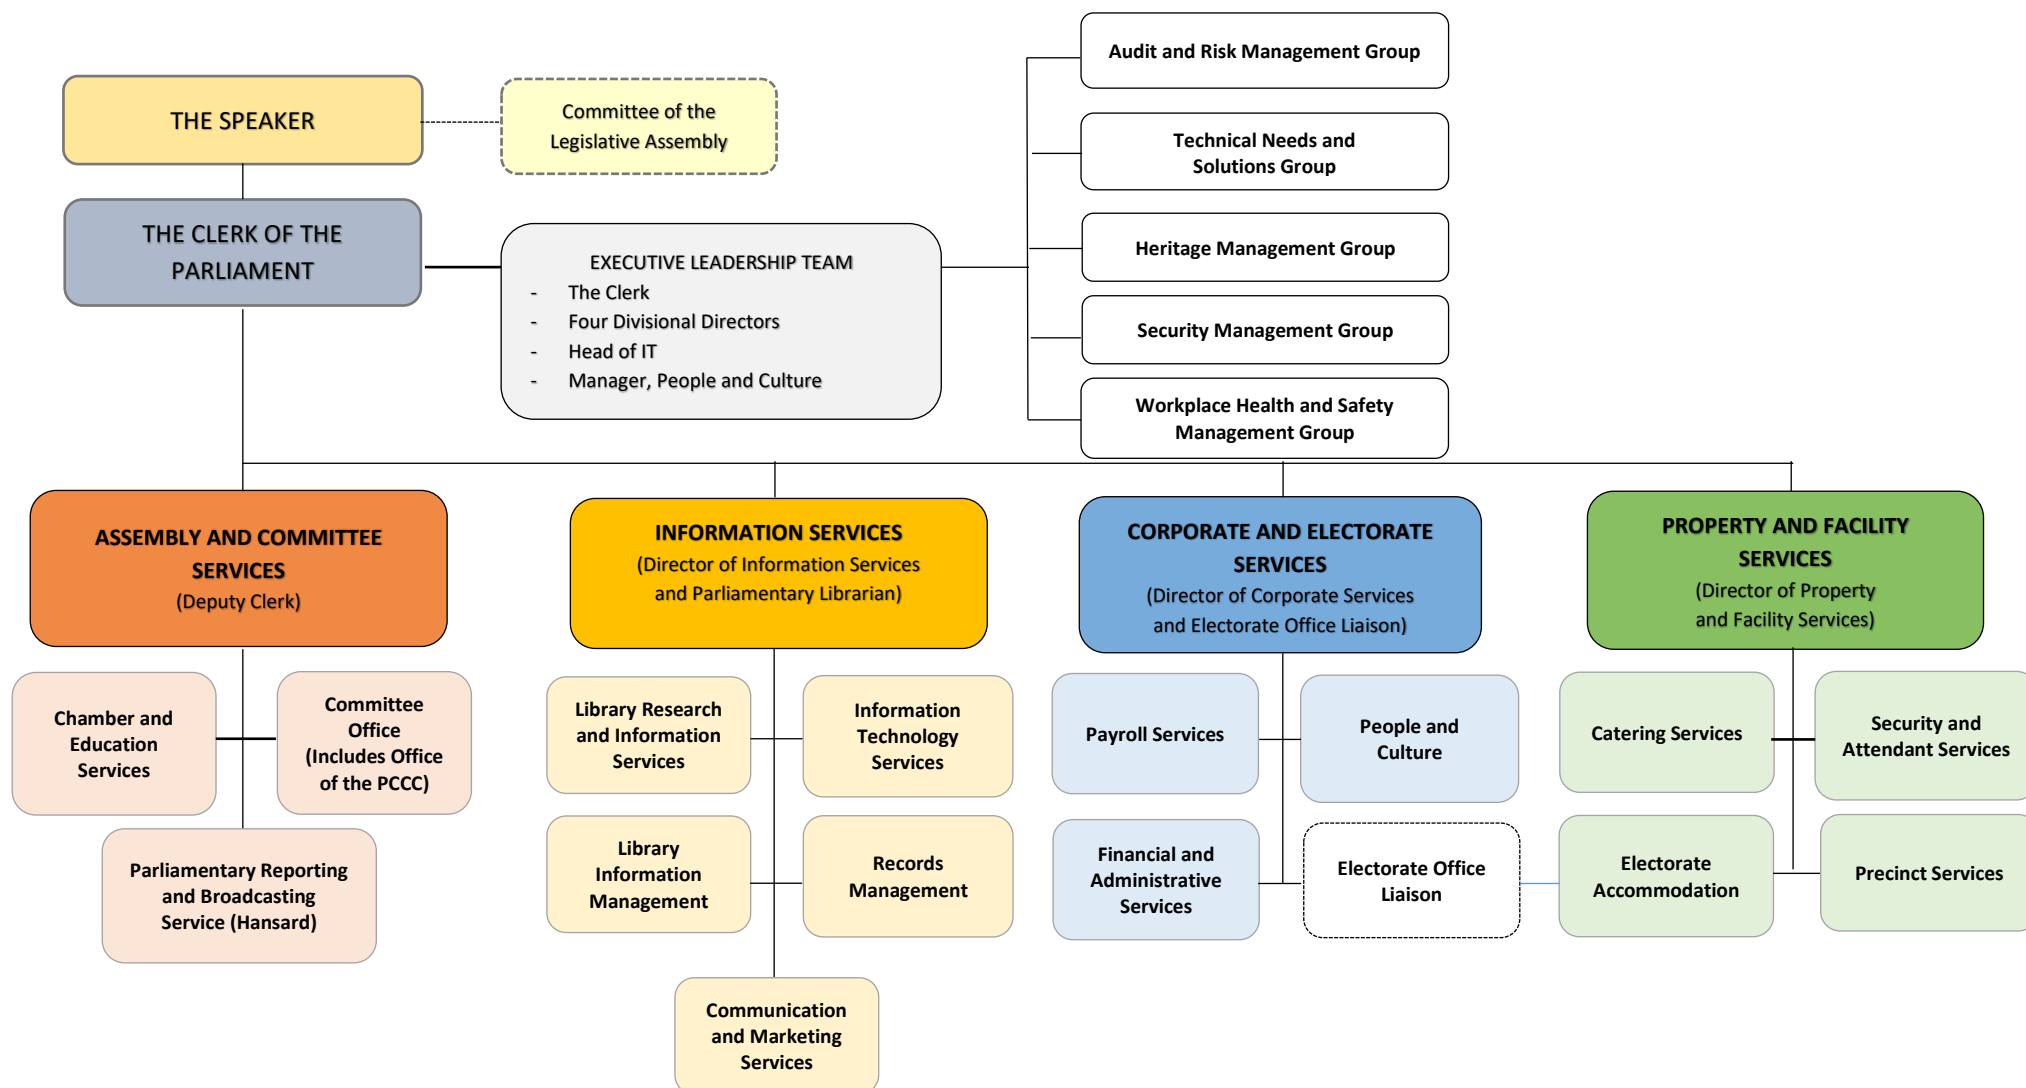 THE SPEAKER
Committee of the
Legislative Assembly
THE CLERK OF THE
PARLIAMENT
EXECUTIVE LEADERSHIP TEAM
- The Clerk
- Four Divisional Directors
- Head of IT
- Manager, People and Culture
Audit and Risk Management Group
Technical Needs and
Solutions Group
Heritage Management Group
Security Management Group
Workplace Health and Safety
Management Group
ASSEMBLY AND COMMITTEE
SERVICES
(Deputy Clerk)
Chamber and
Education
Services
Committee
Office
(Includes Office
of the PCCC)
Parliamentary Reporting
and Broadcasting
Service (Hansard)
INFORMATION SERVICES
(Director of Information Services
and Parliamentary Librarian)
Library Research
and Information
Services
Information
Technology
Services
Library
Information
Management
Records
Management
Communication
and Marketing
Services
CORPORATE AND ELECTORATE
SERVICES
(Director of Corporate Services
and Electorate Office Liaison)
Payroll Services
People and
Culture
Financial and
Administrative
Services
Electorate Office
Liaison
PROPERTY AND FACILITY
SERVICES
(Director of Property
and Facility Services)
Catering Services
Security and
Attendant Services
Electorate
Accommodation
Precinct Services